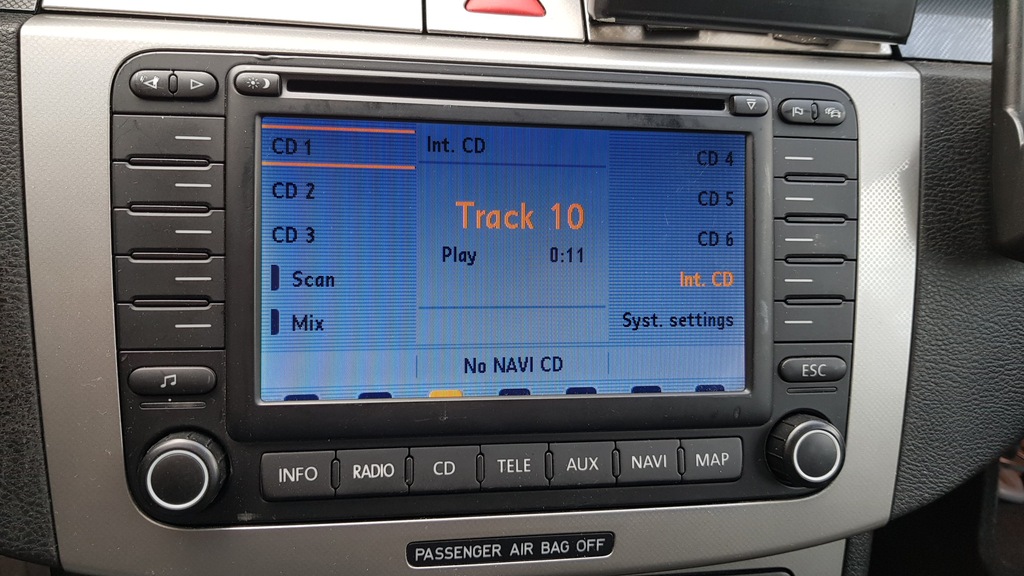 CD 1
CD 2
CD 3
Scan
Mix
Int. CD
Track 10
Play 0:11
CD 4
CD 5
CD 6
Int. CD
Syst. settings
No NAVI CD
ESC
INFO RADIO CD TELE AUX NAVI MAP
PASSENGER AIR BAG OFF